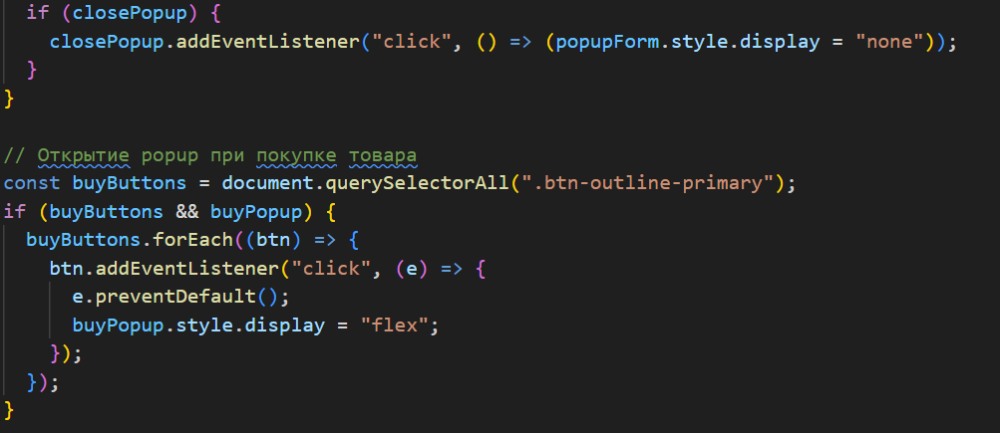 if (closePopup) {
closePopup.addEventListener("click", () => (popupForm.style.display = "none"));
}
}
// Открытие popup при покупке товара
const buyButtons = document.querySelectorAll(".btn-outline-primary");
if (buyButtons && buyPopup) {
buyButtons.forEach((btn) => {
btn.addEventListener("click", (e) => {
e.preventDefault();
buyPopup.style.display = "flex";
});
});
}